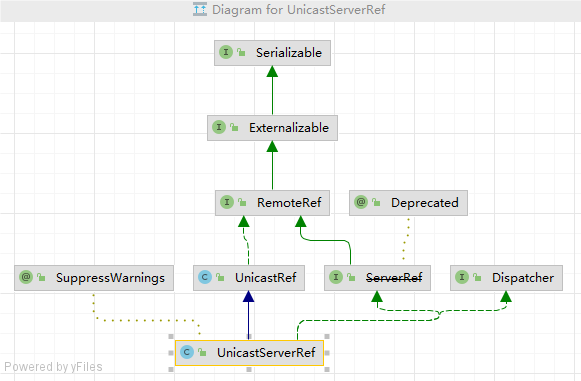 Diagram for UnicastServerRef
I Serializable
I Externalizable
I RemoteRef
@ Deprecated
@ SuppressWarnings
C UnicastRef
I ServerRef
I Dispatcher
C UnicastServerRef
Powered by yFiles